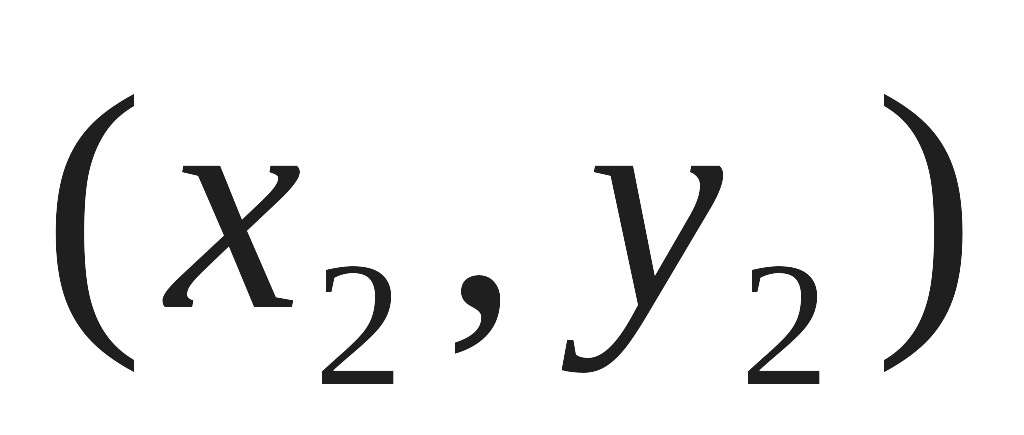 (x₂, y₂)